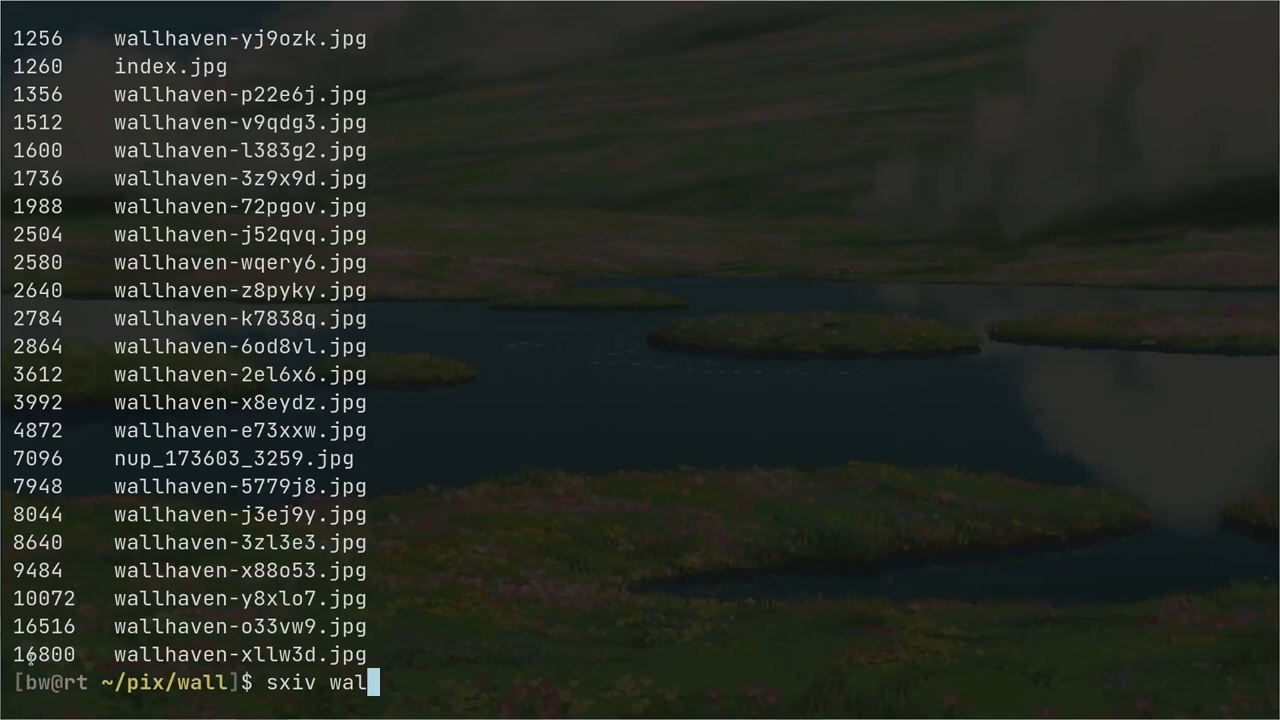 1256 wallhaven-yj9ozk.jpg
1260 index.jpg
1356 wallhaven-p22e6j.jpg
1512 wallhaven-v9qdg3.jpg
1600 wallhaven-l383g2.jpg
1736 wallhaven-3z9x9d.jpg
1988 wallhaven-72pgov.jpg
2504 wallhaven-j52qvq.jpg
2580 wallhaven-wqery6.jpg
2640 wallhaven-z8pyky.jpg
2784 wallhaven-k7838q.jpg
2864 wallhaven-6od8vl.jpg
3612 wallhaven-2el6x6.jpg
3992 wallhaven-x8eydz.jpg
4872 wallhaven-e73xxw.jpg
7096 nup_173603_3259.jpg
7948 wallhaven-5779j8.jpg
8044 wallhaven-j3ej9y.jpg
8640 wallhaven-3zl3e3.jpg
9484 wallhaven-x88o53.jpg
10072 wallhaven-y8xlo7.jpg
16516 wallhaven-o33vw9.jpg
16800 wallhaven-xllw3d.jpg
[bw@rt ~/pix/wall]$ sxiv wal